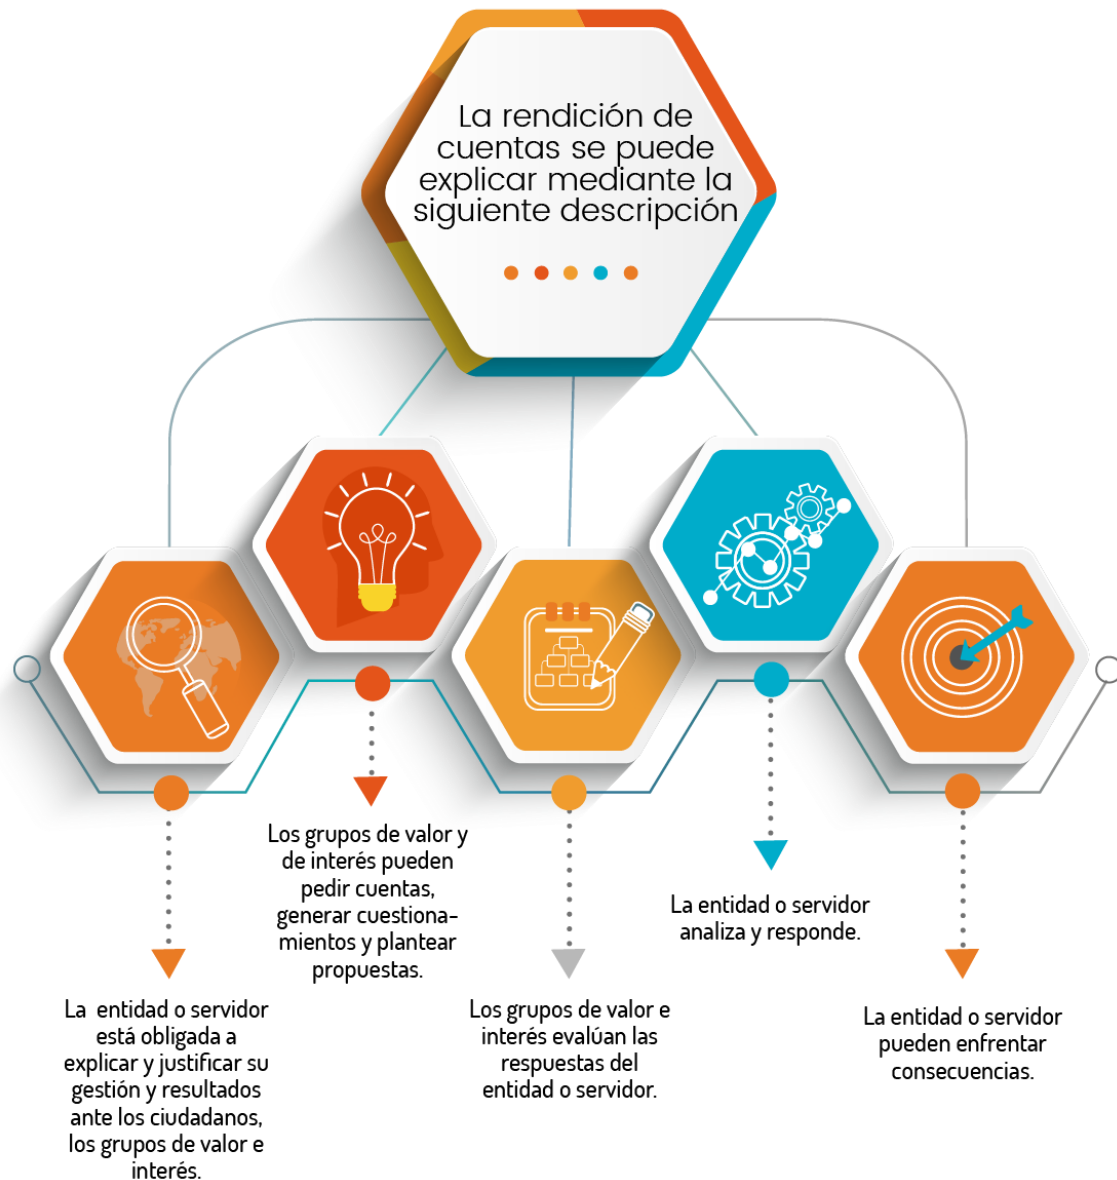 La rendición de
cuentas se puede
explicar mediante la
siguiente descripción
La entidad o servidor
está obligada a
explicar y justificar su
gestión y resultados
ante los ciudadanos,
los grupos de valor e
interés.
Los grupos de valor y
de interés pueden
pedir cuentas,
generar cuestiona-
mientos y plantear
propuestas.
Los grupos de valor e
interés evalúan las
respuestas del
entidad o servidor.
La entidad o servidor
analiza y responde.
La entidad o servidor
pueden enfrentar
consecuencias.